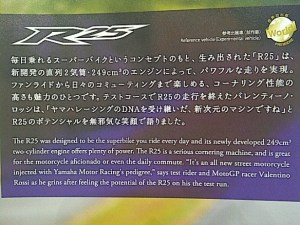 R25
参考出展車(試作車)
Reference vehicle (Experimental vehicle)
World
毎日乗れるスーパーバイクというコンセプトのもと、生み出された「R25」は、
新開発の直列2気筒・249cm³のエンジンによって、パワフルな走りを実現。
ファンライドから日々のコミューティングまで楽しめる、コーナリング性能の
高さも魅力のひとつです。テストコースでR25の走行を終えたバレンティーノ・
ロッシは、「ヤマハレーシングのDNAを受け継いだ、新次元のマシンですね」と
R25のポテンシャルを無邪気な笑顔で語りました。
The R25 was designed to be the superbike you ride every day and its newly developed 249cm³
two-cylinder engine offers plenty of power. The R25 is a serious cornering machine, and is great
for the motorcycle aficionado or even the daily commute. "It's an all new street motorcycle
injected with Yamaha Motor Racing's pedigree," says test rider and MotoGP racer Valentino
Rossi as he grins after feeling the potential of the R25 on his test run.